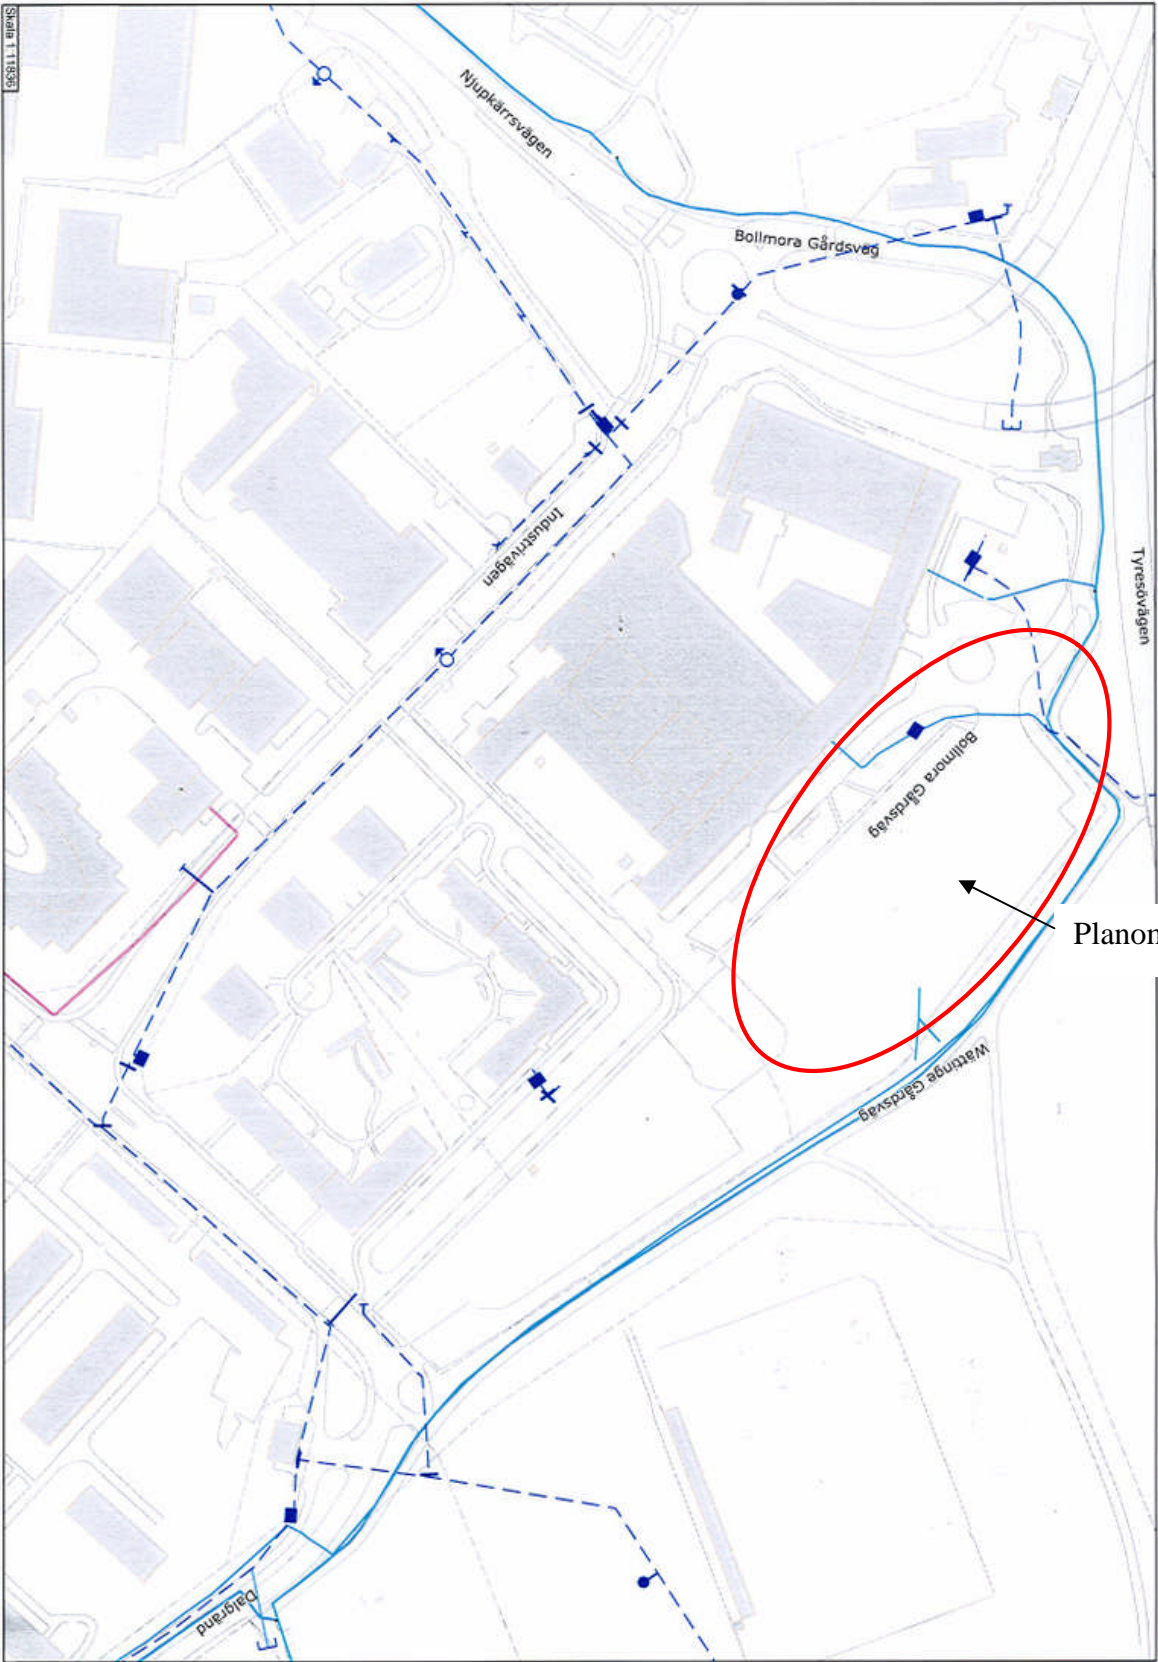 Skala 1:11836
Njupkärrsvägen
Bollmora Gårdsväg
Industrivägen
Tyresövägen
Bollmora Gårdsväg
Planon
Wättinge Gårdsväg
Dalgränd